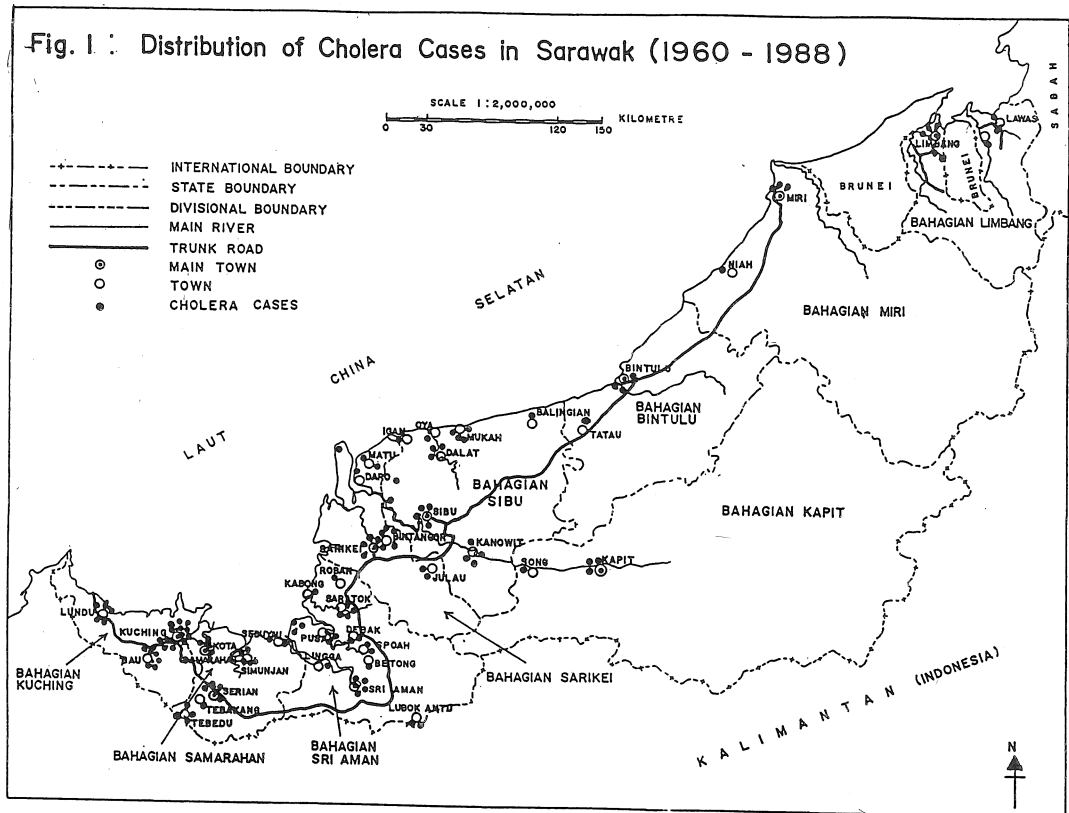 Fig. 1 : Distribution of Cholera Cases in Sarawak (1960 - 1988)
SCALE 1:2,000,000
KILOMETRE
0 30 120 150
INTERNATIONAL BOUNDARY
STATE BOUNDARY
DIVISIONAL BOUNDARY
MAIN RIVER
TRUNK ROAD
MAIN TOWN
TOWN
CHOLERA CASES
SABAH
LAWAS
LIMBANG
BRUNEI
BRUNEI
BAHAGIAN LIMBANG
MIRI
NIAH
BAHAGIAN MIRI
LAUT CHINA SELATAN
BINTULU
BAHAGIAN
BINTULU
BALINGIAN
TATAU
OYA
IGAN
MUKAH
DALAT
MATU
DARO
BAHAGIAN
SIBU
SIBU
BAHAGIAN KAPIT
BINTANGOR
SARIKEI
KANOWIT
SONG
KAPIT
JULAU
ROBAN
KABONG
SARATOK
LUNDU
KUCHING
KOTA
SAMARAHAN
BAU
SIMUNJAN
SEBUYAU
PUSA
DEBAK
SPOAH
LINGGA
BETONG
BAHAGIAN
KUCHING
BAHAGIAN SARIKEI
SERIAN
TEBAKANG
TEBEDU
SRI AMAN
LUBOK ANTU
BAHAGIAN SAMARAHAN
BAHAGIAN
SRI AMAN
KALIMANTAN (INDONESIA)
N